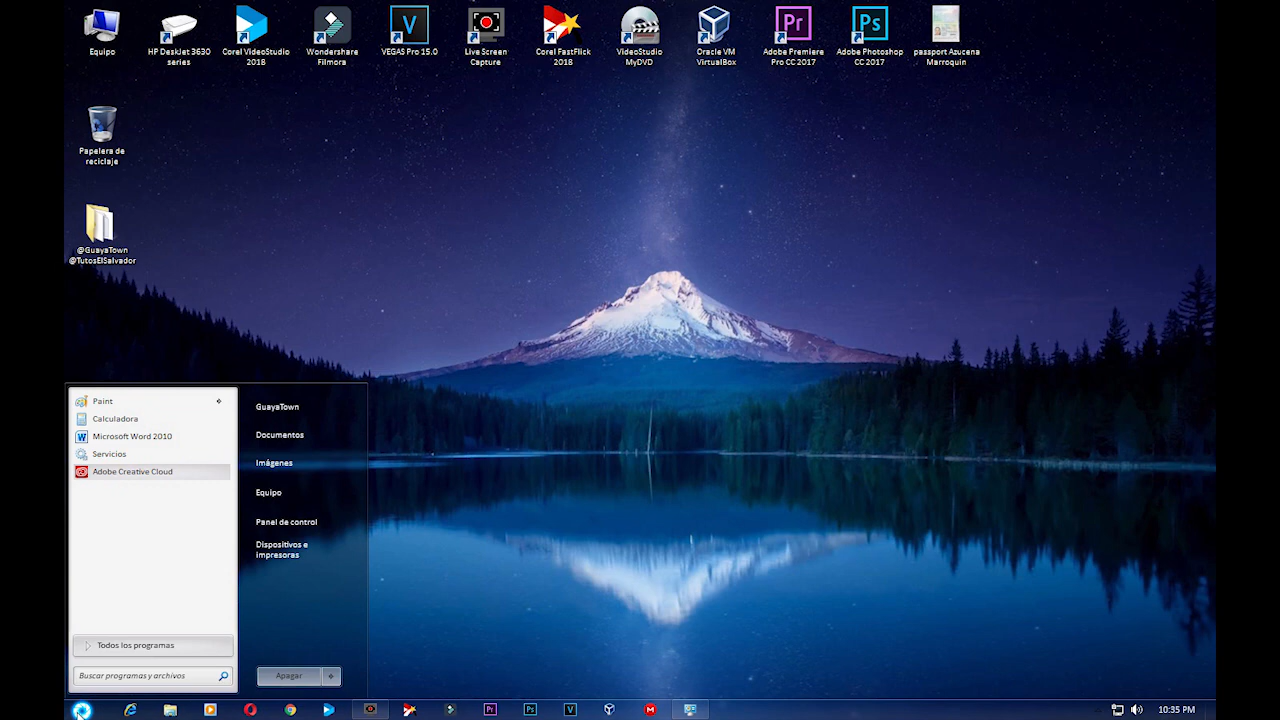 Equipo
HP DeskJet 3630
series
Corel VideoStudio
2018
Wondershare
Filmora
VEGAS Pro 15.0
Live Screen
Capture
Corel FastFlick
2018
VideoStudio
MyDVD
Oracle VM
VirtualBox
Adobe Premiere
Pro CC 2017
Adobe Photoshop
CC 2017
passport Azucena
Marroquin
Papelera de
reciclaje
@GuayaTown
@TutosElSalvador
Paint
Calculadora
Microsoft Word 2010
Servicios
Adobe Creative Cloud
Todos los programas
Buscar programas y archivos
GuayaTown
Documentos
Imágenes
Equipo
Panel de control
Dispositivos e
impresoras
Apagar
10:35 PM